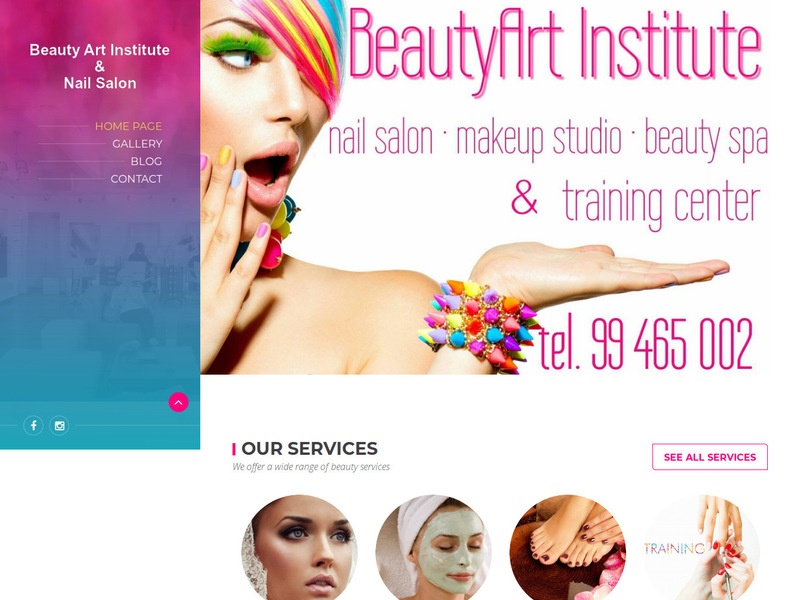 Beauty Art Institute
&
Nail Salon
HOME PAGE
GALLERY
BLOG
CONTACT
BeautyArt Institute
nail salon · makeup studio · beauty spa
& training center
tel. 99 465 002
OUR SERVICES
We offer a wide range of beauty services
SEE ALL SERVICES
TRAINING